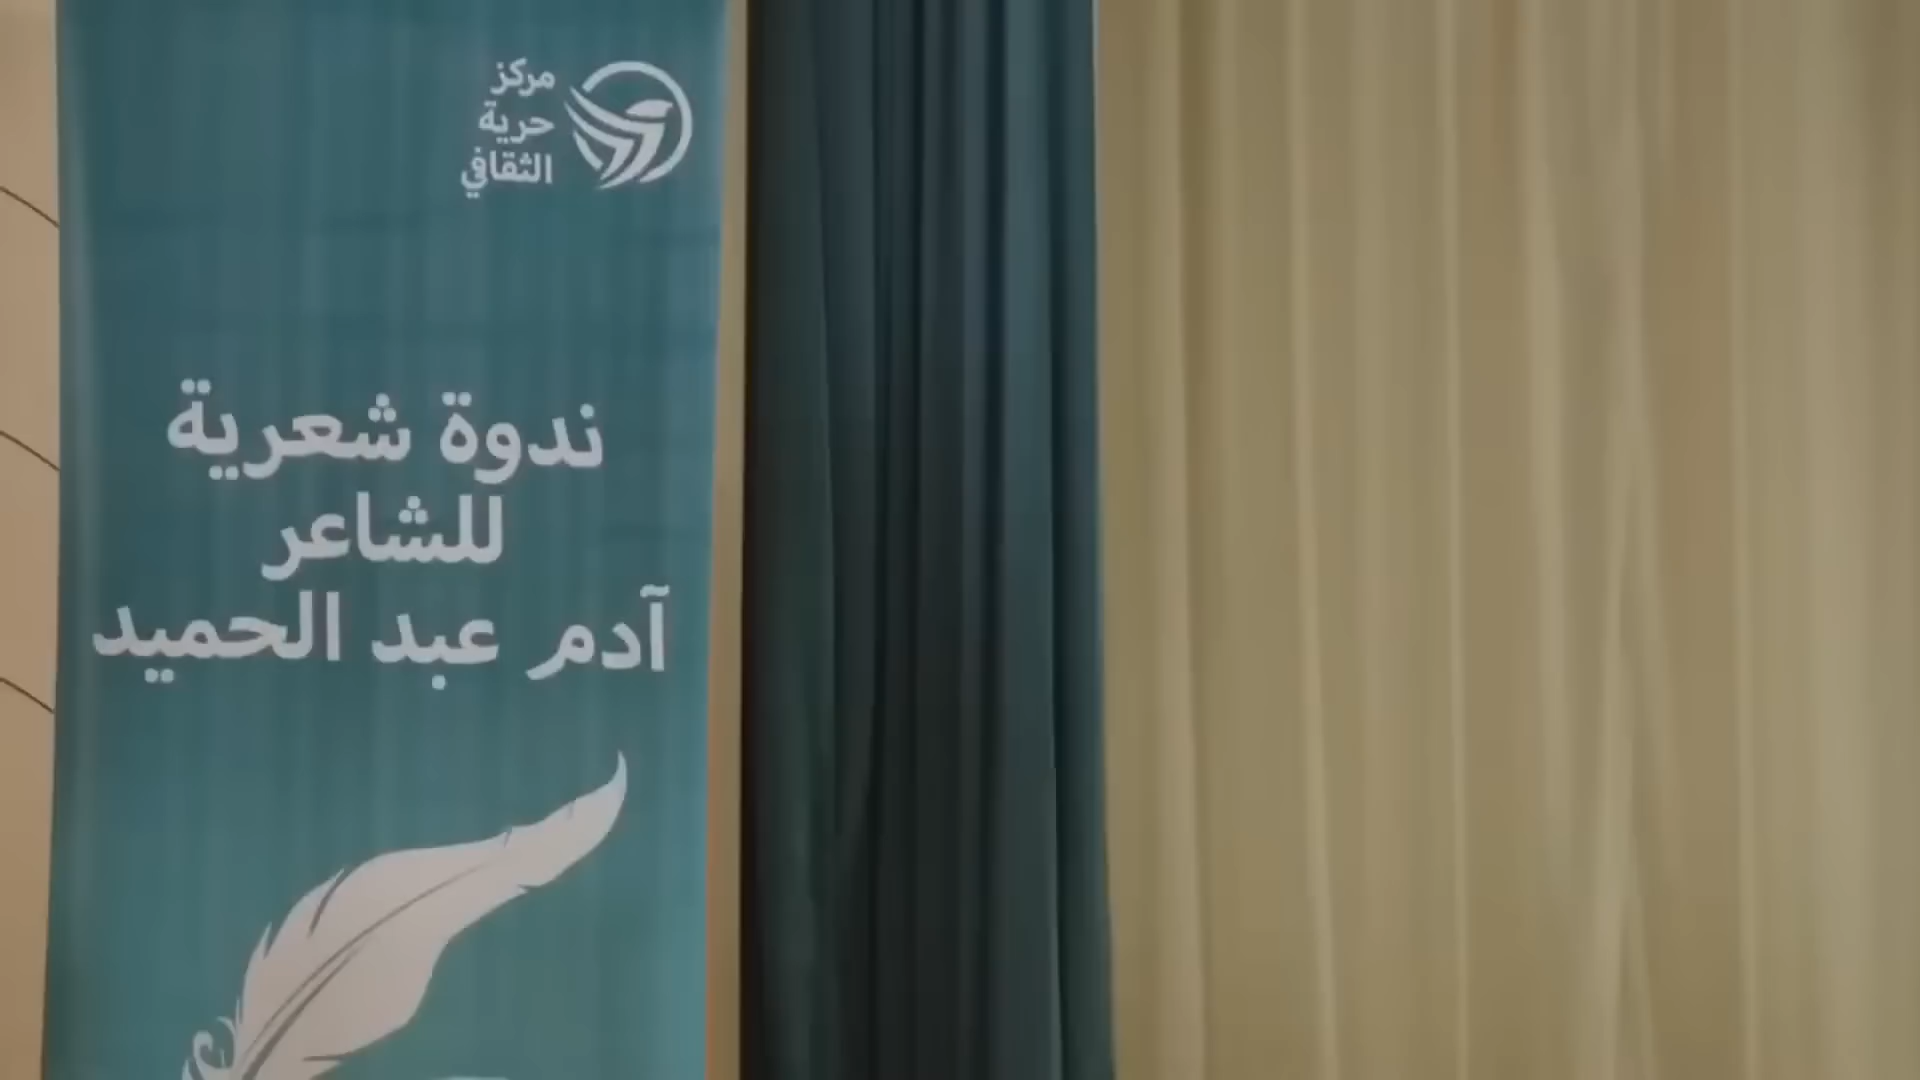 مركز
حرية
الثقافي
ندوة شعرية
للشاعر
آدم عبد الحميد